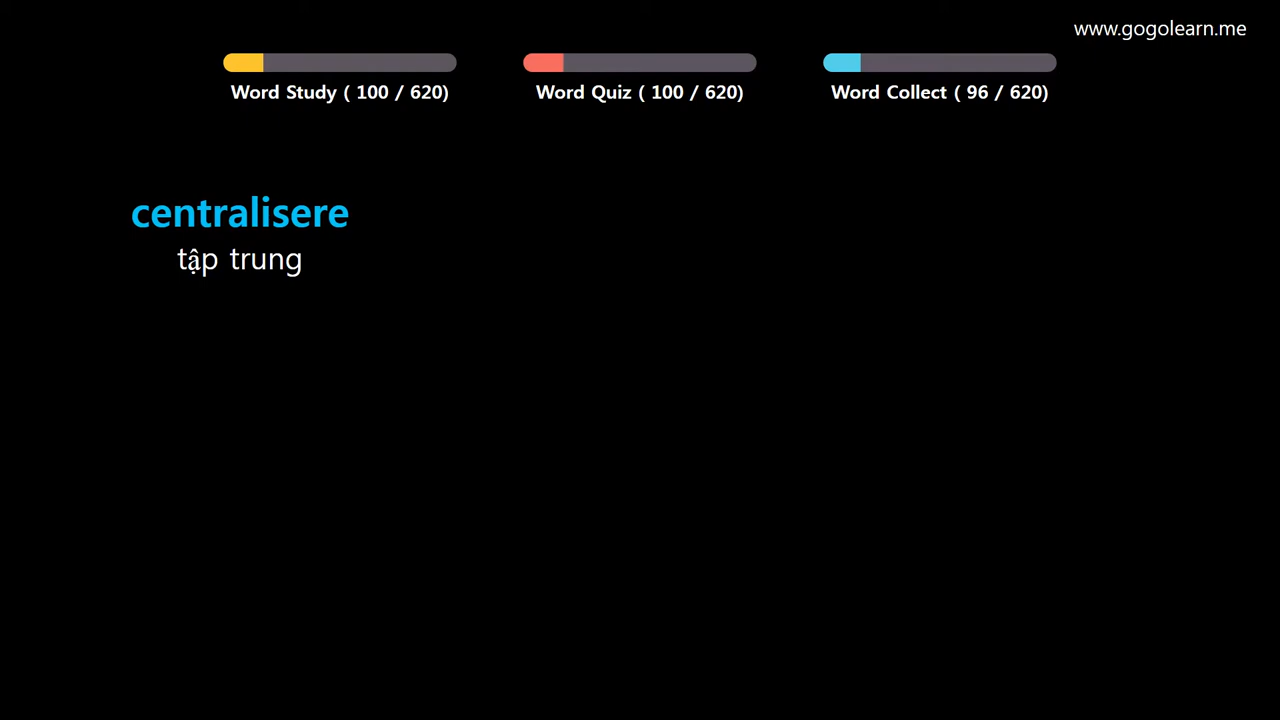 www.gogolearn.me
Word Study ( 100 / 620)
Word Quiz ( 100 / 620)
Word Collect ( 96 / 620)
centralisere
tập trung